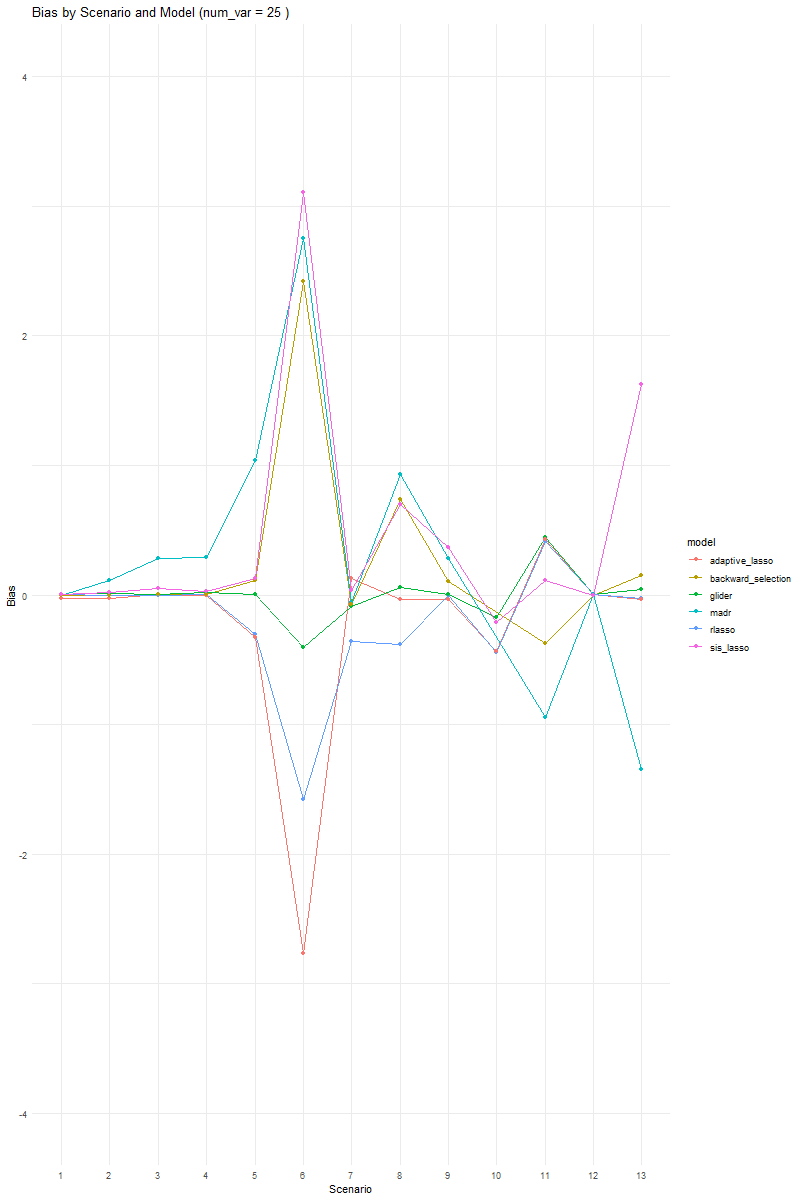 Bias by Scenario and Model (num_var = 25 )
4
2
0
-2
-4
Bias
1 2 3 4 5 6 7 8 9 10 11 12 13
Scenario
model
adaptive_lasso
backward_selection
glider
madr
rlasso
sis_lasso